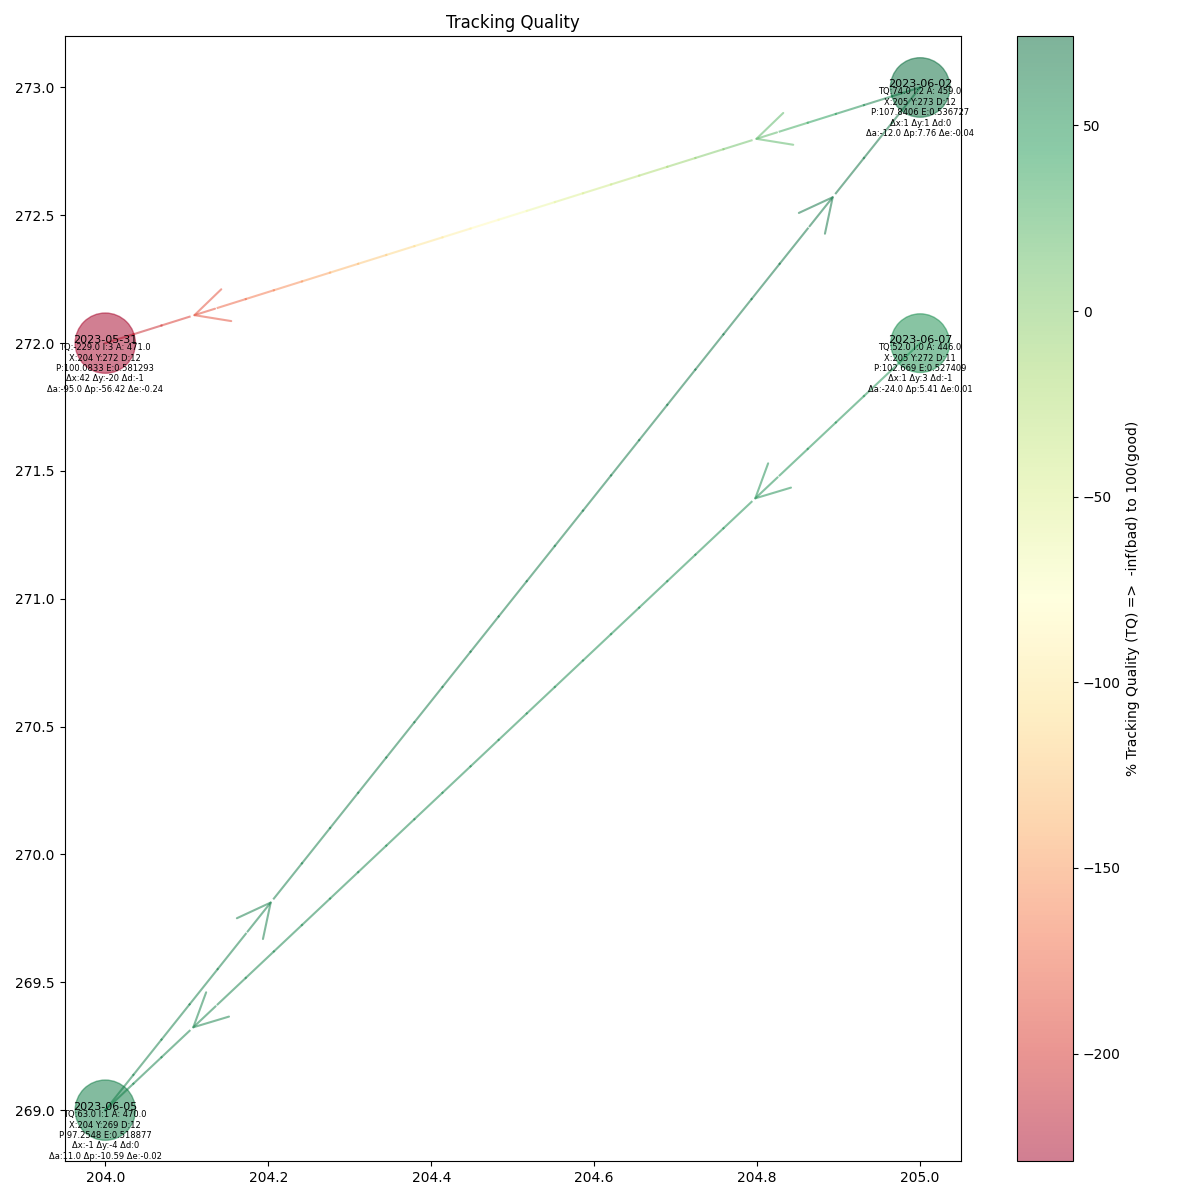 Tracking Quality
273.0
272.5
272.0
271.5
271.0
270.5
270.0
269.5
269.0
204.0
204.2
204.4
204.6
204.8
205.0
2023-06-02
TQ:74.0 I:2 A: 459.0
X:205 Y:273 D:12
P:107.8406 E:0.536727
Δx:1 Δy:1 Δd:0
Δa:-12.0 Δp:7.76 Δe:-0.04
2023-05-31
TQ:-229.0 I:3 A: 471.0
X:204 Y:272 D:12
P:100.0833 E:0.581293
Δx:42 Δy:-20 Δd:-1
Δa:-95.0 Δp:-56.42 Δe:-0.24
2023-06-07
TQ:52.0 I:0 A: 446.0
X:205 Y:272 D:11
P:102.669 E:0.527409
Δx:1 Δy:3 Δd:-1
Δa:-24.0 Δp:5.41 Δe:0.01
2023-06-05
TQ:63.0 I:1 A: 470.0
X:204 Y:269 D:12
P:97.2548 E:0.518877
Δx:-1 Δy:-4 Δd:0
Δa:11.0 Δp:-10.59 Δe:-0.02
50
0
−50
−100
−150
−200
% Tracking Quality (TQ) => -inf(bad) to 100(good)